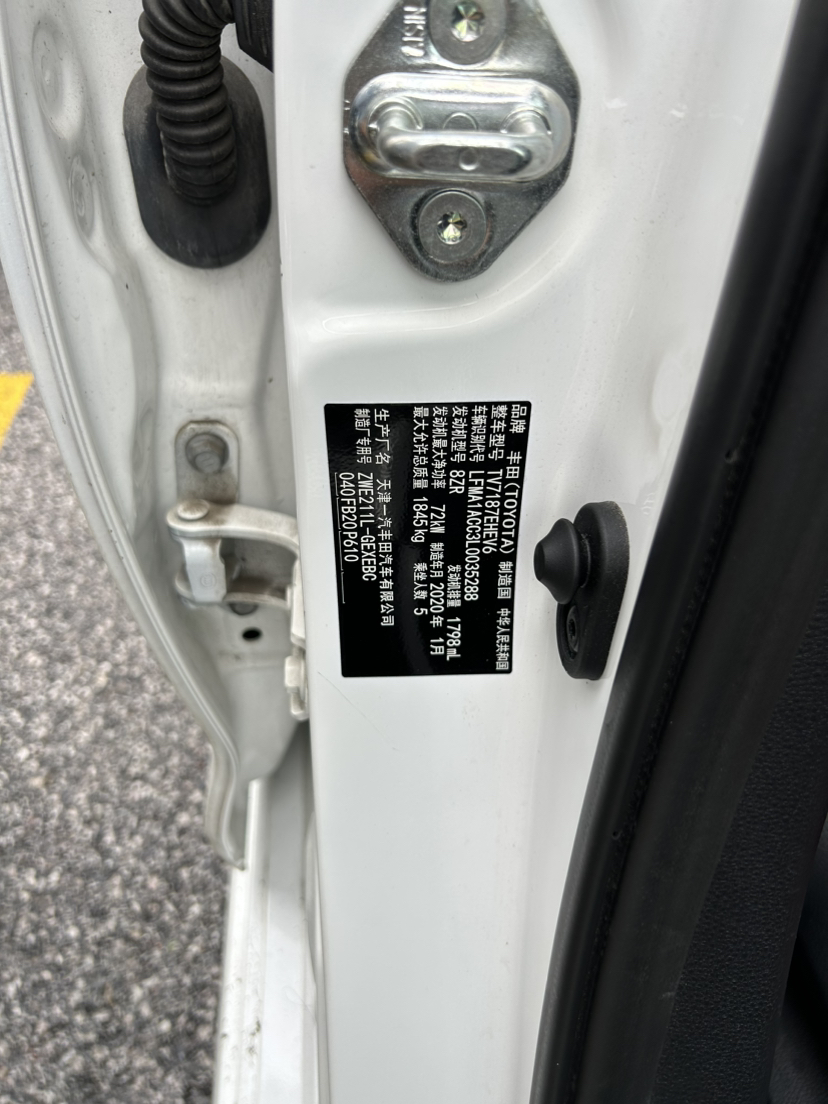 AISIN
品牌 丰田(TOYOTA) 制造国 中华人民共和国
整车型号 TV7187EHEV6
车辆识别代号 LFMA11ACG3L0035288
发动机型号 8ZR 发动机排量 1798mL
发动机最大净功率 72kW 制造年月 2020年 1月
最大允许总质量 1845kg 乘坐人数 5
生产厂名 天津一汽丰田汽车有限公司
制造厂专用号 ZWE211L-GEXEBC
040FB20P610